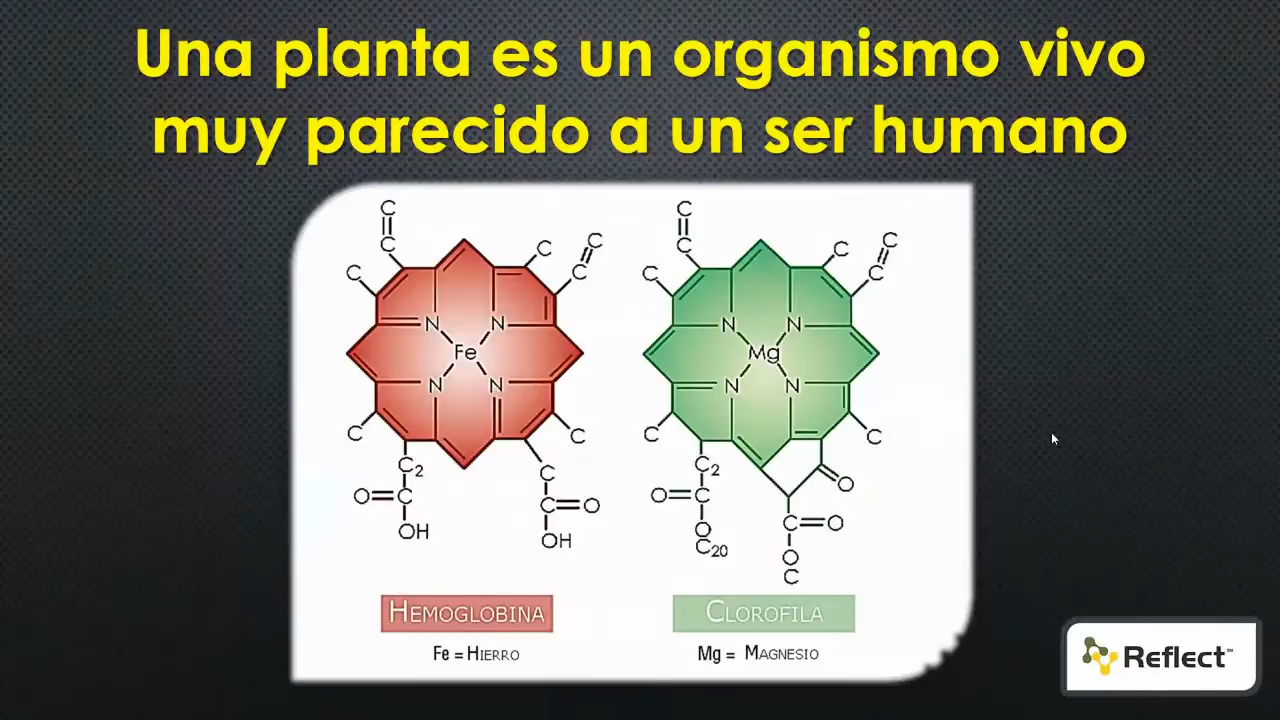 Una planta es un organismo vivo
muy parecido a un ser humano
C
C
C
C
C
C
N
N
Fe
N
N
C
C
C2
C
O
C
OH
C
O
OH
C
C
C
C
C
C
N
N
Mg
N
N
C
C
C2
O
C
O
C20
O
C
O
O
C
HEMOGLOBINA
CLOROFILA
Fe = HIERRO
Mg = MAGNESIO
Reflect™